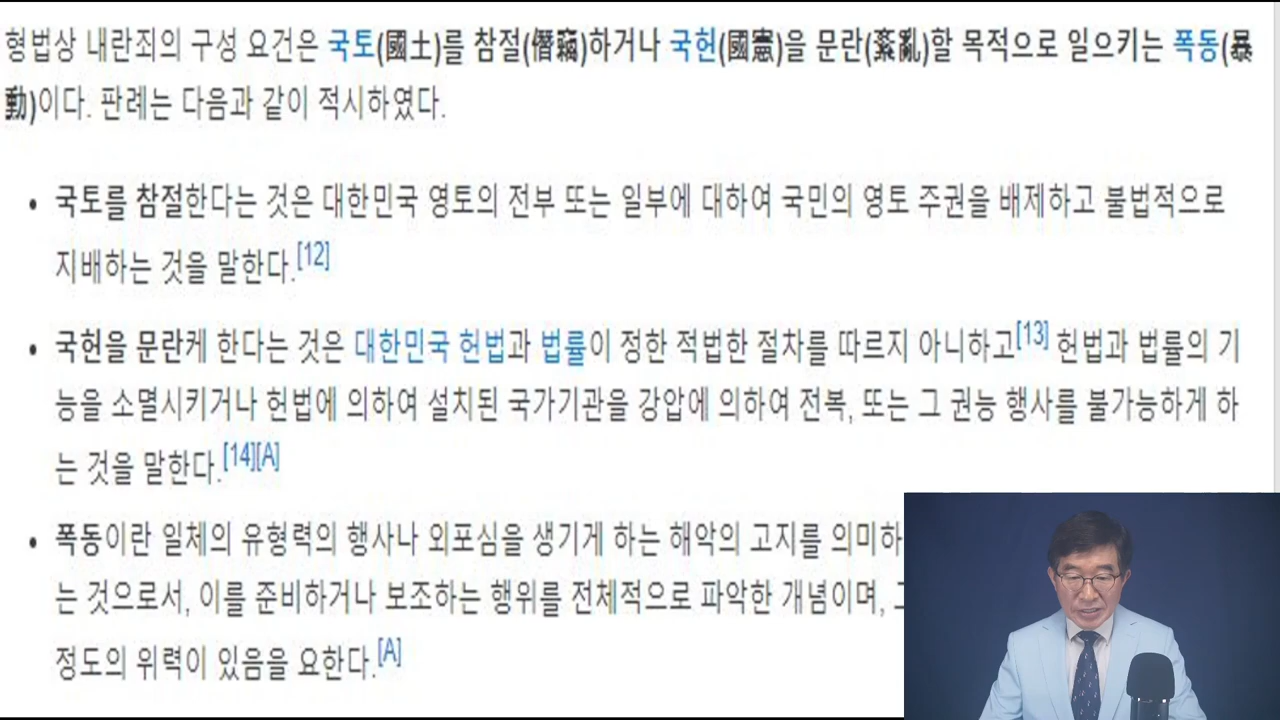 형법상 내란죄의 구성 요건은 국토(國土)를 참절(僭竊)하거나 국헌(國憲)을 문란(紊亂)할 목적으로 일으키는 폭동(暴
動)이다. 판례는 다음과 같이 적시하였다.
• 국토를 참절한다는 것은 대한민국 영토의 전부 또는 일부에 대하여 국민의 영토 주권을 배제하고 불법적으로
지배하는 것을 말한다.[12]
• 국헌을 문란케 한다는 것은 대한민국 헌법과 법률이 정한 적법한 절차를 따르지 아니하고[13] 헌법과 법률의 기
능을 소멸시키거나 헌법에 의하여 설치된 국가기관을 강압에 의하여 전복, 또는 그 권능 행사를 불가능하게 하
는 것을 말한다.[14][A]
• 폭동이란 일체의 유형력의 행사나 외포심을 생기게 하는 해악의 고지를 의미하
는 것으로서, 이를 준비하거나 보조하는 행위를 전체적으로 파악한 개념이며,
정도의 위력이 있음을 요한다.[A]